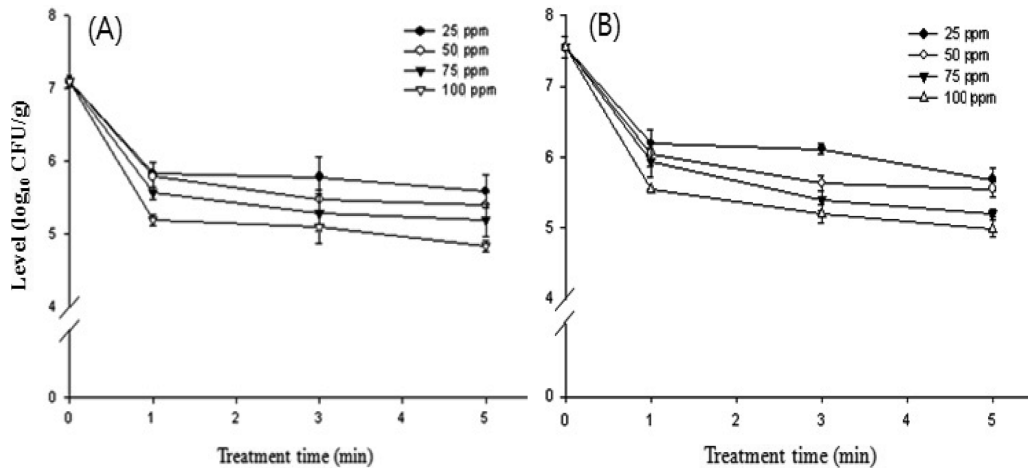 (A)
25 ppm
50 ppm
75 ppm
100 ppm
Level (log₁₀ CFU/g)
8
7
6
5
4
0
0 1 2 3 4 5
Treatment time (min)
(B)
25 ppm
50 ppm
75 ppm
100 ppm
8
7
6
5
4
0
0 1 2 3 4 5
Treatment time (min)